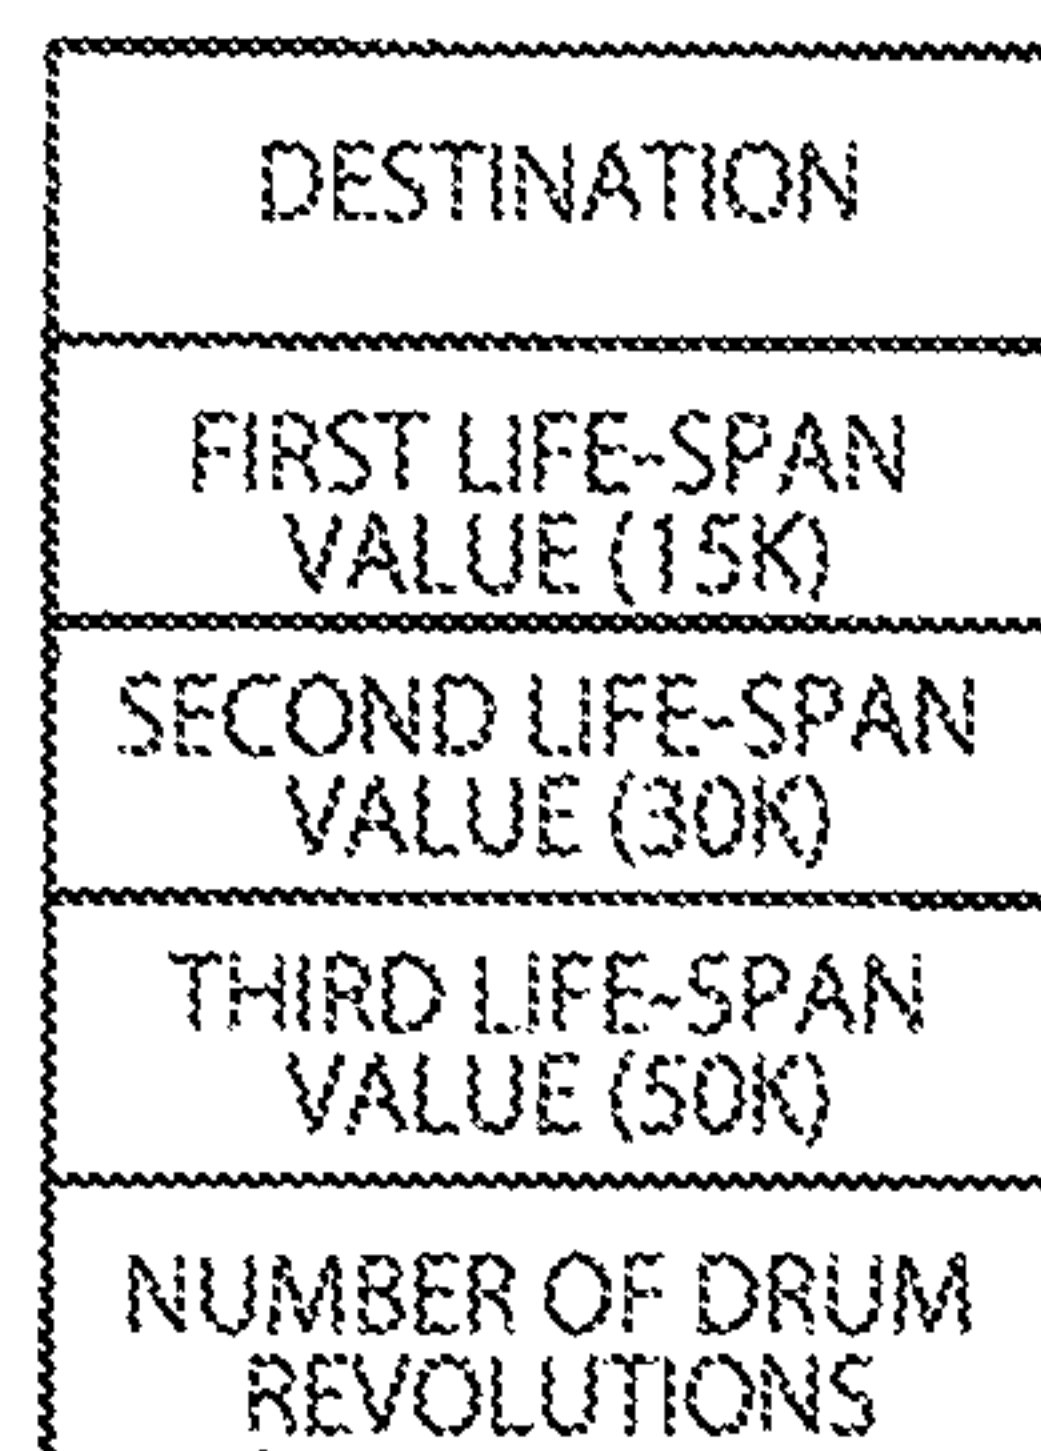 DESTINATION
FIRST LIFE-SPAN
VALUE (15K)
SECOND LIFE-SPAN
VALUE (30K)
THIRD LIFE-SPAN
VALUE (50K)
NUMBER OF DRUM
REVOLUTIONS